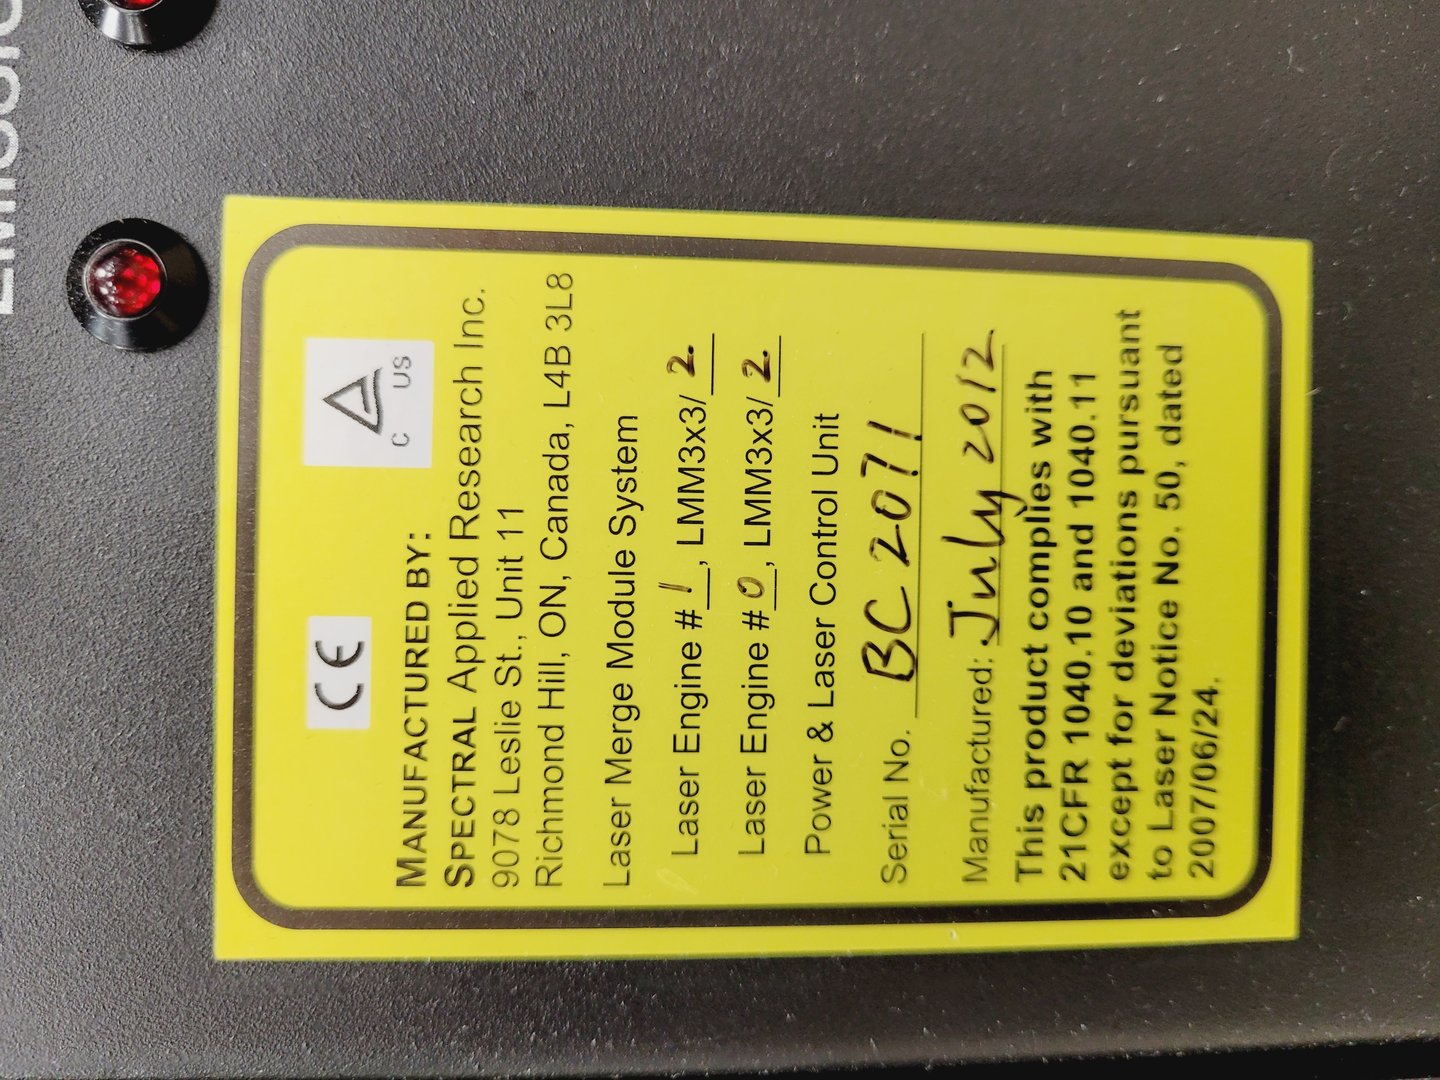 EMISSIO
CE
C US
MANUFACTURED BY:
SPECTRAL Applied Research Inc.
9078 Leslie St., Unit 11
Richmond Hill, ON, Canada, L4B 3L8
Laser Merge Module System
Laser Engine # 1, LMM3x3/ 2.
Laser Engine # 0, LMM3x3/ 2.
Power & Laser Control Unit
Serial No. BC 2071
Manufactured: July 2012
This product complies with
21CFR 1040.10 and 1040.11
except for deviations pursuant
to Laser Notice No. 50, dated
2007/06/24.